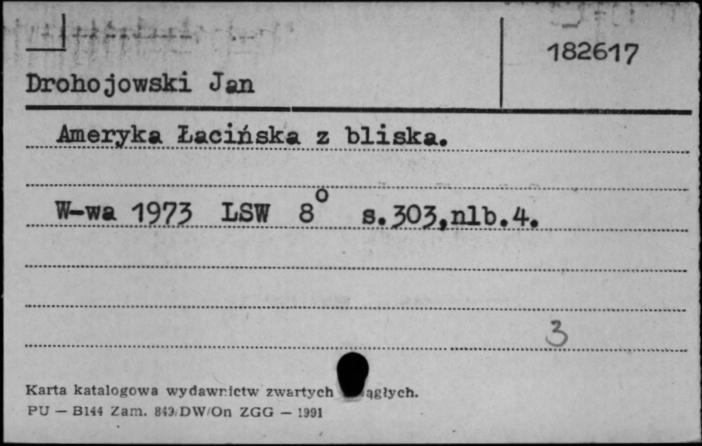 182617
Drohojowski Jan
Ameryka Łacińska z bliska.
W-wa 1973 LSW 8° s.303,nlb.4.
3
Karta katalogowa wydawnictw zwartych
PU — B144 Zam. 849/DW/On ZGG — 1991